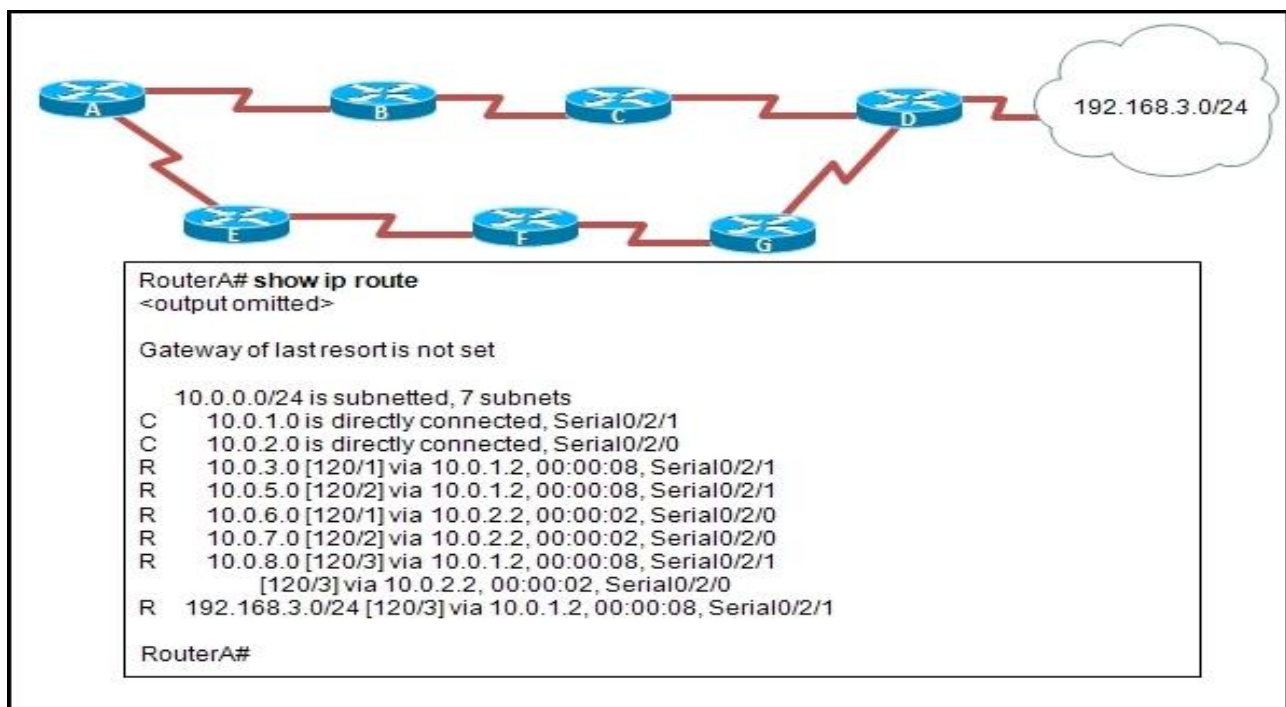 A
B
C
D
192.168.3.0/24
E
F
G
RouterA# show ip route
<output omitted>
Gateway of last resort is not set
10.0.0.0/24 is subnetted, 7 subnets
C 10.0.1.0 is directly connected, Serial0/2/1
C 10.0.2.0 is directly connected, Serial0/2/0
R 10.0.3.0 [120/1] via 10.0.1.2, 00:00:08, Serial0/2/1
R 10.0.5.0 [120/2] via 10.0.1.2, 00:00:08, Serial0/2/1
R 10.0.6.0 [120/1] via 10.0.2.2, 00:00:02, Serial0/2/0
R 10.0.7.0 [120/2] via 10.0.2.2, 00:00:02, Serial0/2/0
R 10.0.8.0 [120/3] via 10.0.1.2, 00:00:08, Serial0/2/1
[120/3] via 10.0.2.2, 00:00:02, Serial0/2/0
R 192.168.3.0/24 [120/3] via 10.0.1.2, 00:00:08, Serial0/2/1
RouterA#